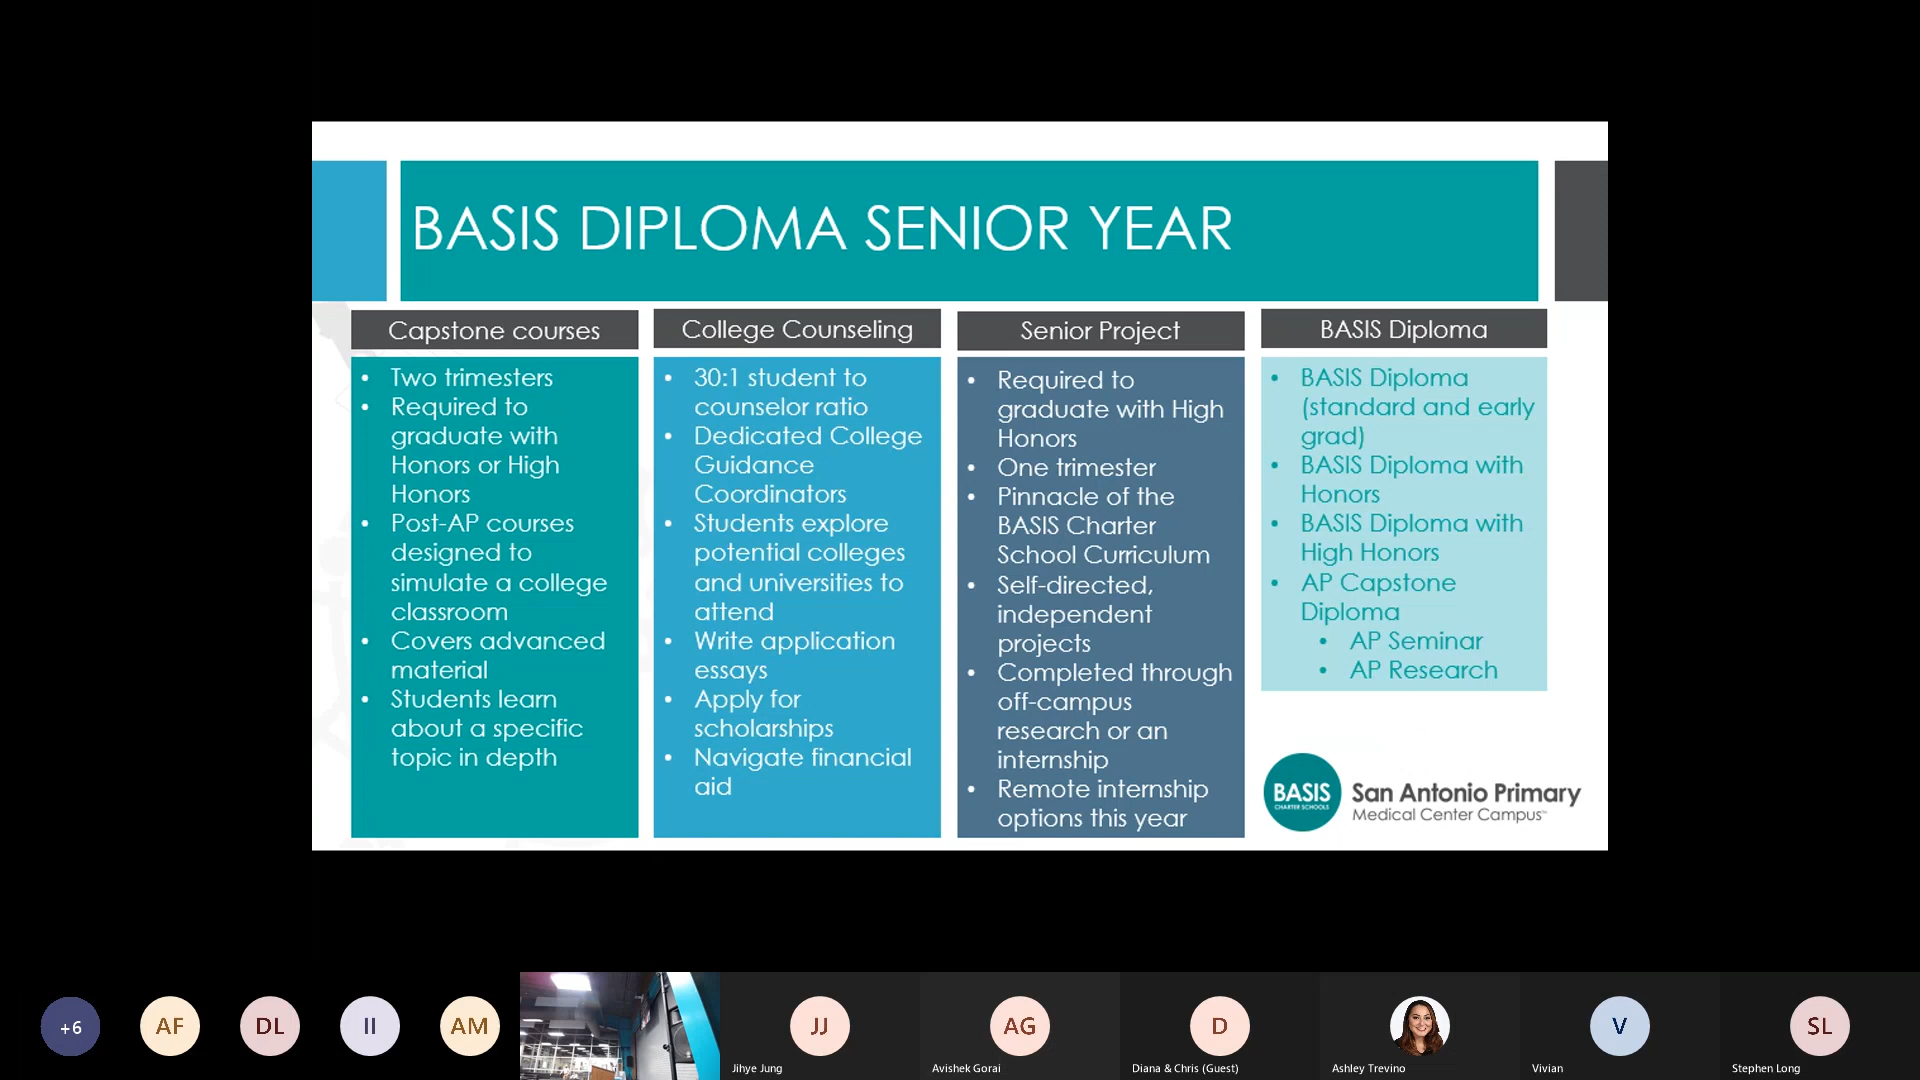 BASIS DIPLOMA SENIOR YEAR
Capstone courses
• Two trimesters
• Required to
graduate with
Honors or High
Honors
• Post-AP courses
designed to
simulate a college
classroom
• Covers advanced
material
• Students learn
about a specific
topic in depth
College Counseling
• 30:1 student to
counselor ratio
• Dedicated College
Guidance
Coordinators
• Students explore
potential colleges
and universities to
attend
• Write application
essays
• Apply for
scholarships
• Navigate financial
aid
Senior Project
• Required to
graduate with High
Honors
• One trimester
• Pinnacle of the
BASIS Charter
School Curriculum
• Self-directed,
independent
projects
• Completed through
off-campus
research or an
internship
• Remote internship
options this year
BASIS Diploma
• BASIS Diploma
(standard and early
grad)
• BASIS Diploma with
Honors
• BASIS Diploma with
High Honors
• AP Capstone
Diploma
• AP Seminar
• AP Research
BASIS
CHARTER SCHOOLS
San Antonio Primary
Medical Center Campus™
+6
AF
DL
II
AM
JJ
Jihye Jung
AG
Avishek Gorai
D
Diana & Chris (Guest)
Ashley Trevino
V
Vivian
SL
Stephen Long